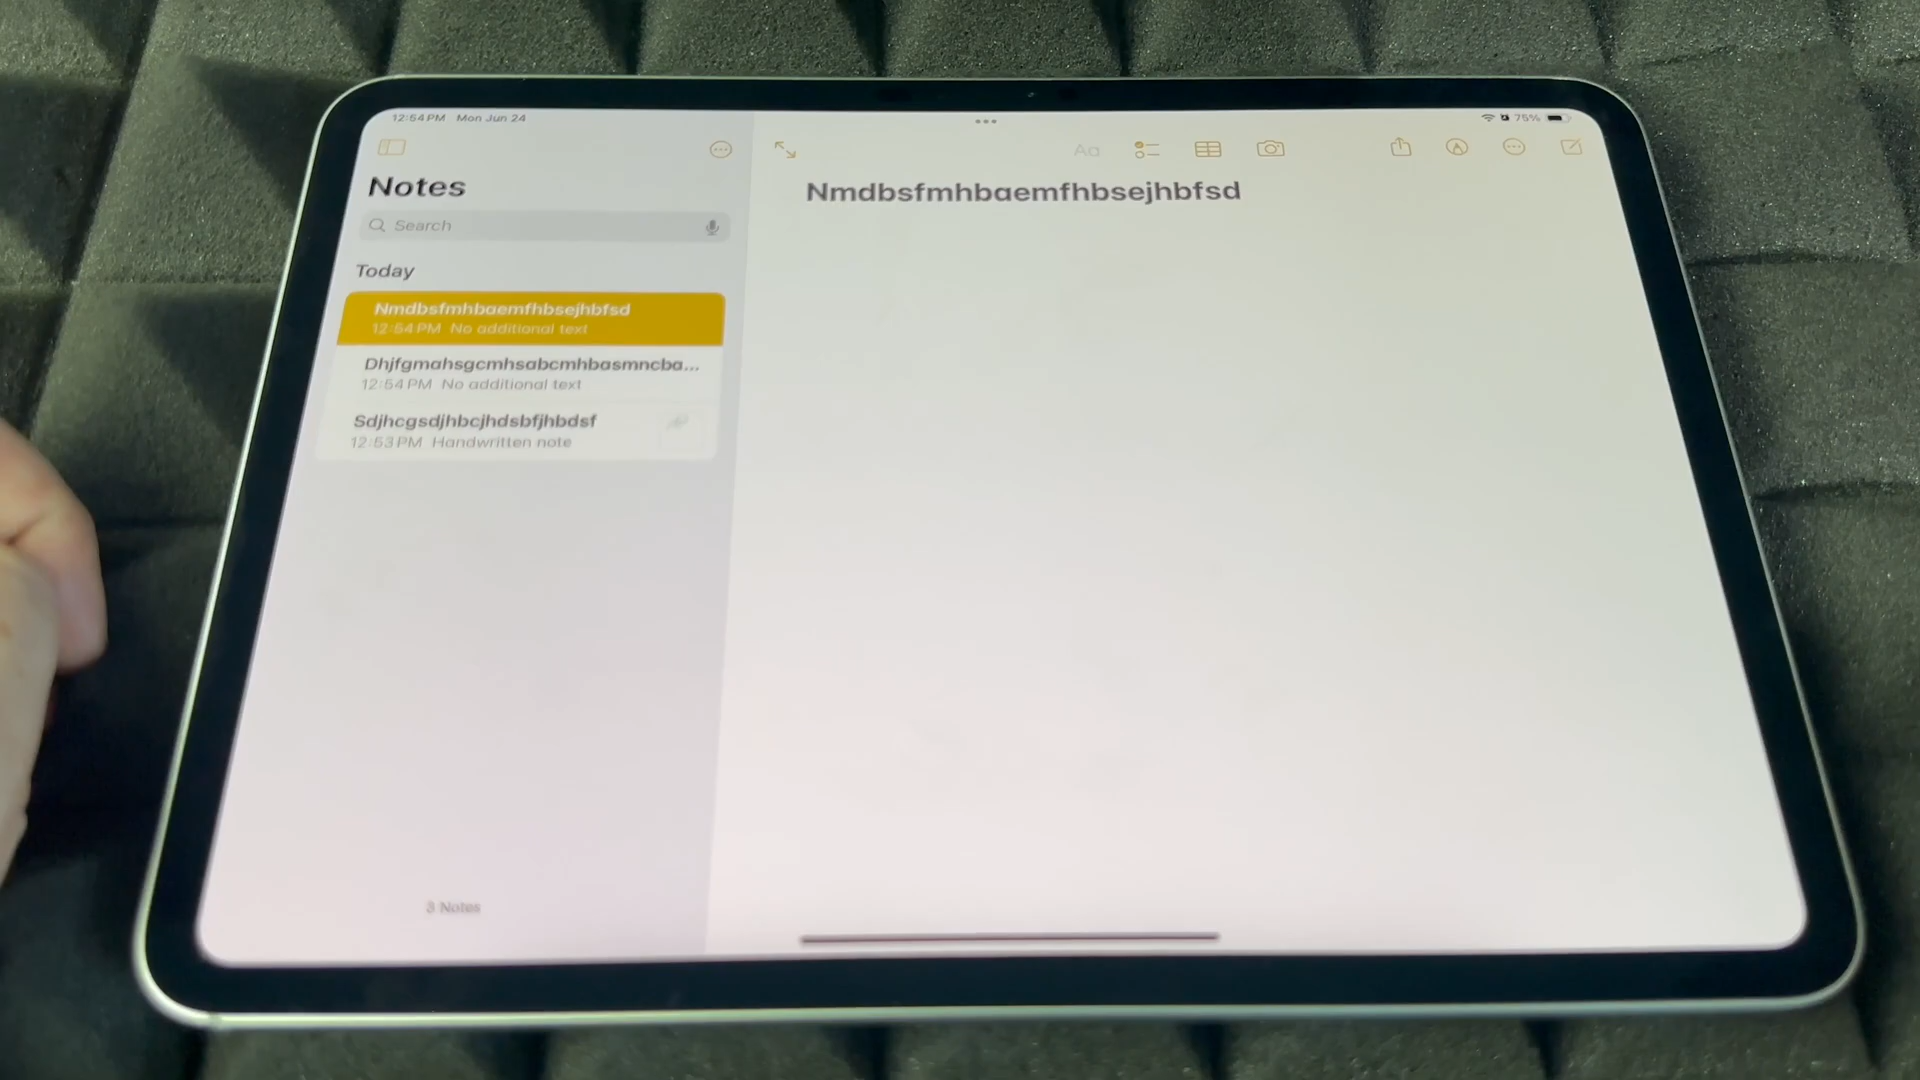 12:54 PM Mon Jun 24
75%
Notes
Search
Today
Nmdbsfmhbaemfhbsejhbfsd
12:54 PM No additional text
Dhjfgmahsgcmhsabcmhbasmncba...
12:54 PM No additional text
Sdjhcgsdjhbcjhdsbfjhbdsf
12:53 PM Handwritten note
3 Notes
Aa
Nmdbsfmhbaemfhbsejhbfsd